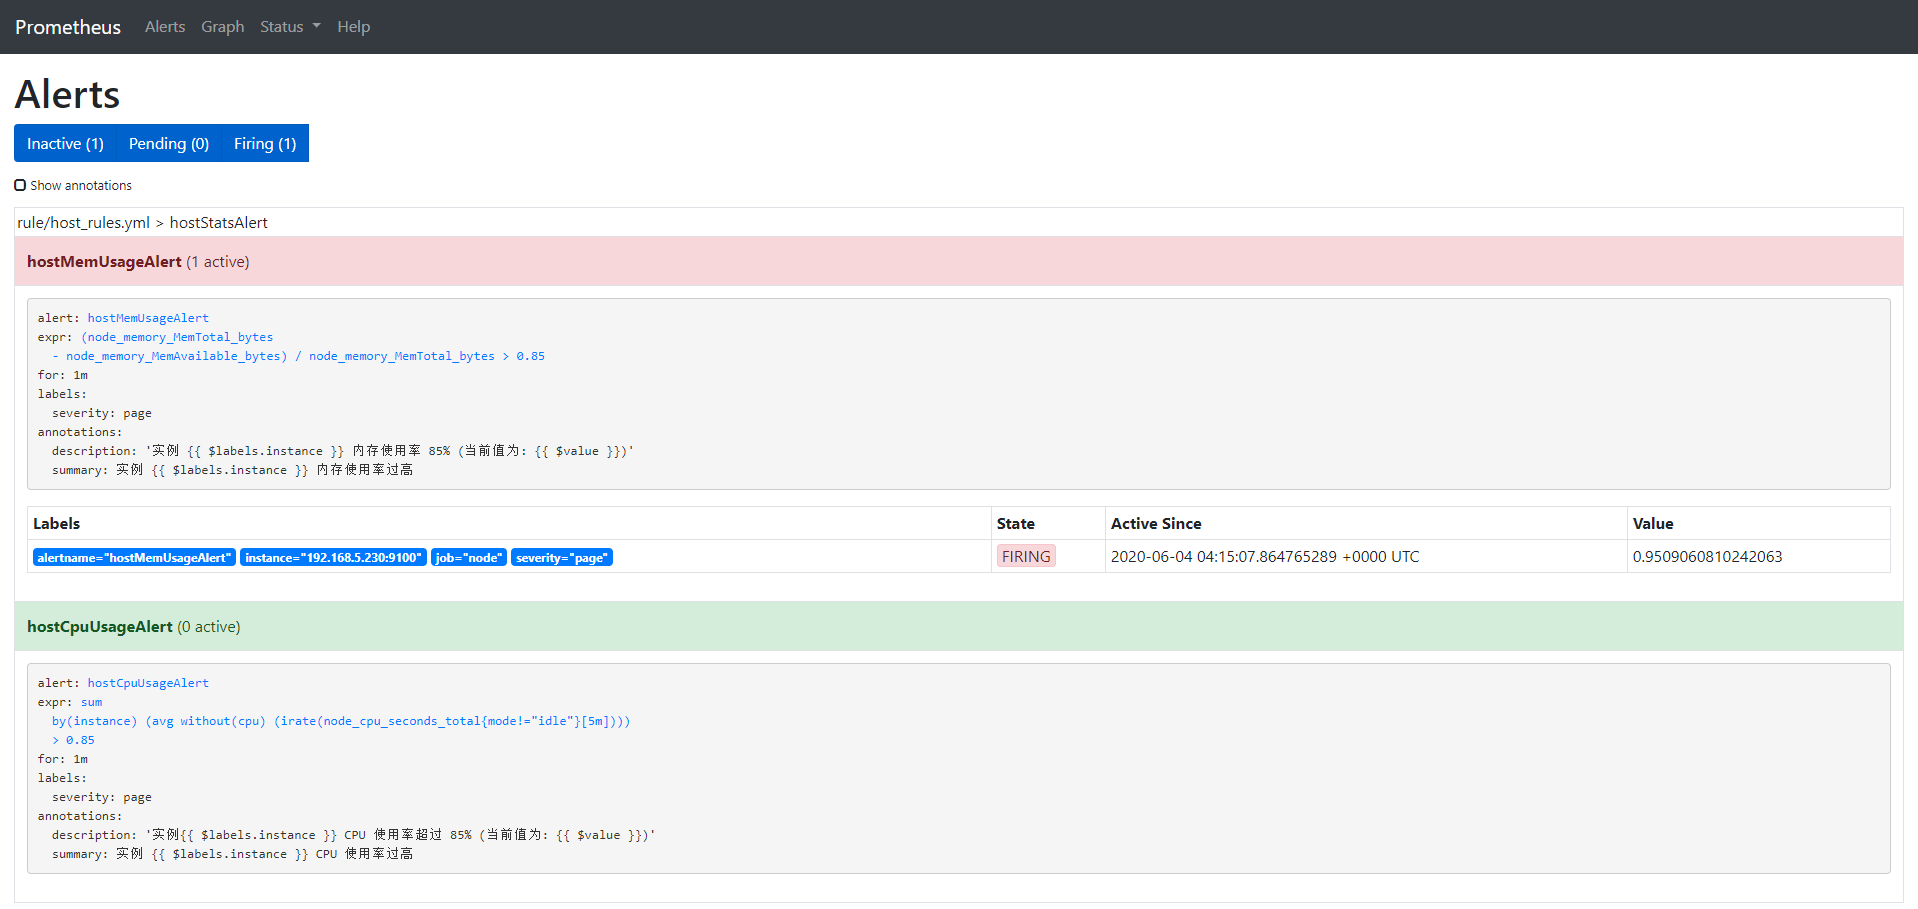 Prometheus Alerts Graph Status Help
Alerts
Inactive (1) Pending (0) Firing (1)
Show annotations
rule/host_rules.yml > hostStatsAlert
hostMemUsageAlert (1 active)
alert: hostMemUsageAlert
expr: (node_memory_MemTotal_bytes
- node_memory_MemAvailable_bytes) / node_memory_MemTotal_bytes > 0.85
for: 1m
labels:
severity: page
annotations:
description: '实例 {{ $labels.instance }} 内存使用率 85% (当前值为: {{ $value }})'
summary: 实例 {{ $labels.instance }} 内存使用率过高
Labels State Active Since Value
alertname="hostMemUsageAlert" instance="192.168.5.230:9100" job="node" severity="page" FIRING 2020-06-04 04:15:07.864765289 +0000 UTC 0.9509060810242063
hostCpuUsageAlert (0 active)
alert: hostCpuUsageAlert
expr: sum
by(instance) (avg without(cpu) (irate(node_cpu_seconds_total{mode!="idle"}[5m])))
> 0.85
for: 1m
labels:
severity: page
annotations:
description: '实例{{ $labels.instance }} CPU 使用率超过 85% (当前值为: {{ $value }})'
summary: 实例 {{ $labels.instance }} CPU 使用率过高